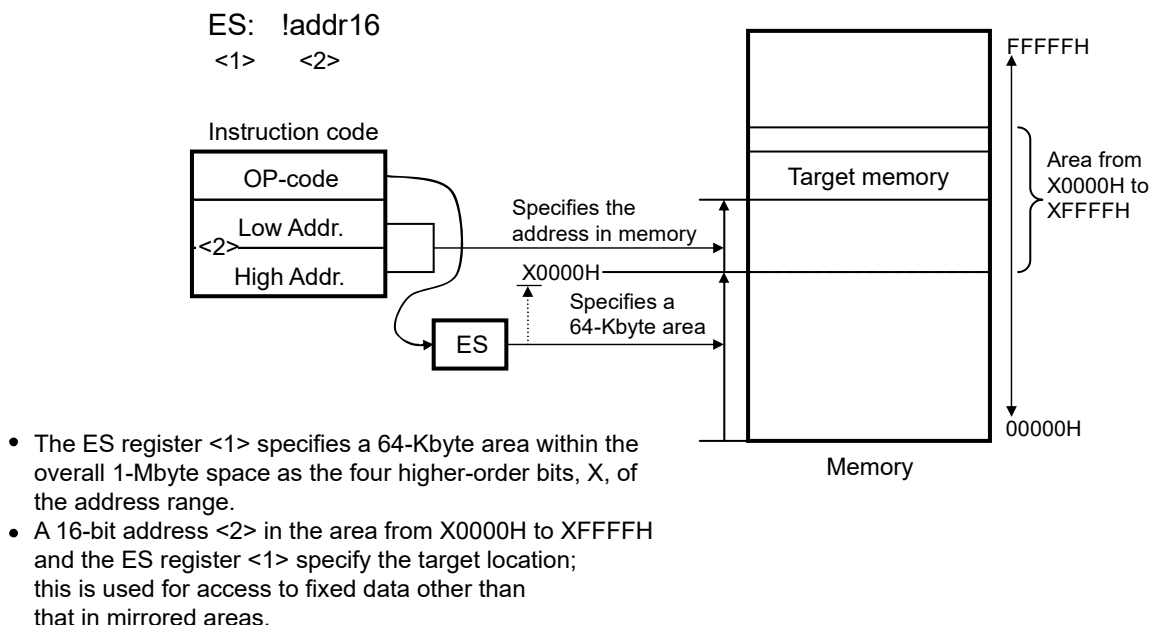 ES: !addr16
<1> <2>
Instruction code
OP-code
Low Addr.
<2>
High Addr.
ES
Specifies the
address in memory
X0000H
Specifies a
64-Kbyte area
Target memory
FFFFFH
Area from
X0000H to
XFFFFH
00000H
Memory
• The ES register <1> specifies a 64-Kbyte area within the
overall 1-Mbyte space as the four higher-order bits, X, of
the address range.
• A 16-bit address <2> in the area from X0000H to XFFFFH
and the ES register <1> specify the target location;
this is used for access to fixed data other than
that in mirrored areas.